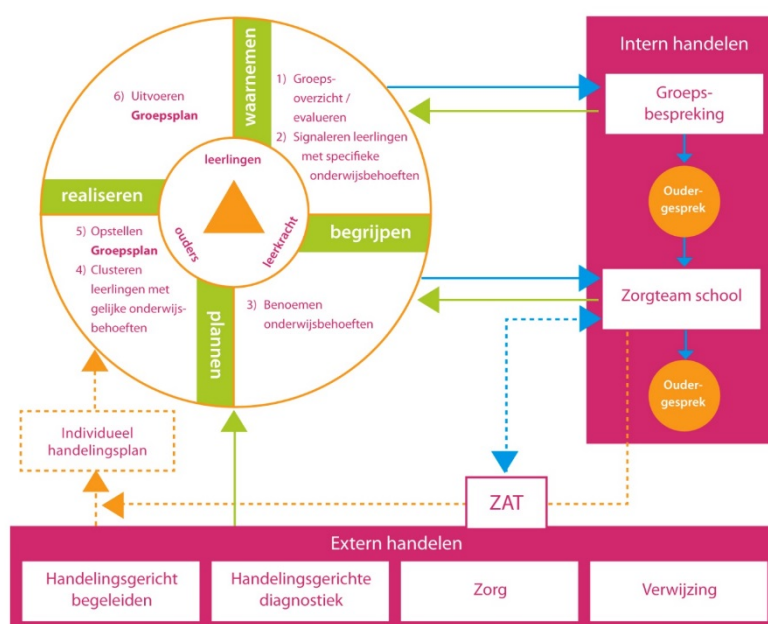 waarnemen
1) Groeps-
overzicht /
evalueren
2) Signaleren leerlingen
met specifieke
onderwijsbehoeften
begrijpen
3) Benoemen
onderwijsbehoeften
plannen
4) Clusteren
leerlingen met
gelijke onderwijs-
behoeften
5) Opstellen
Groepsplan
realiseren
6) Uitvoeren
Groepsplan
leerlingen
ouders
leerkracht
Intern handelen
Groeps-
bespreking
Ouder-
gesprek
Zorgteam school
Ouder-
gesprek
Individueel
handelingsplan
ZAT
Extern handelen
Handelingsgericht
begeleiden
Handelingsgerichte
diagnostiek
Zorg
Verwijzing